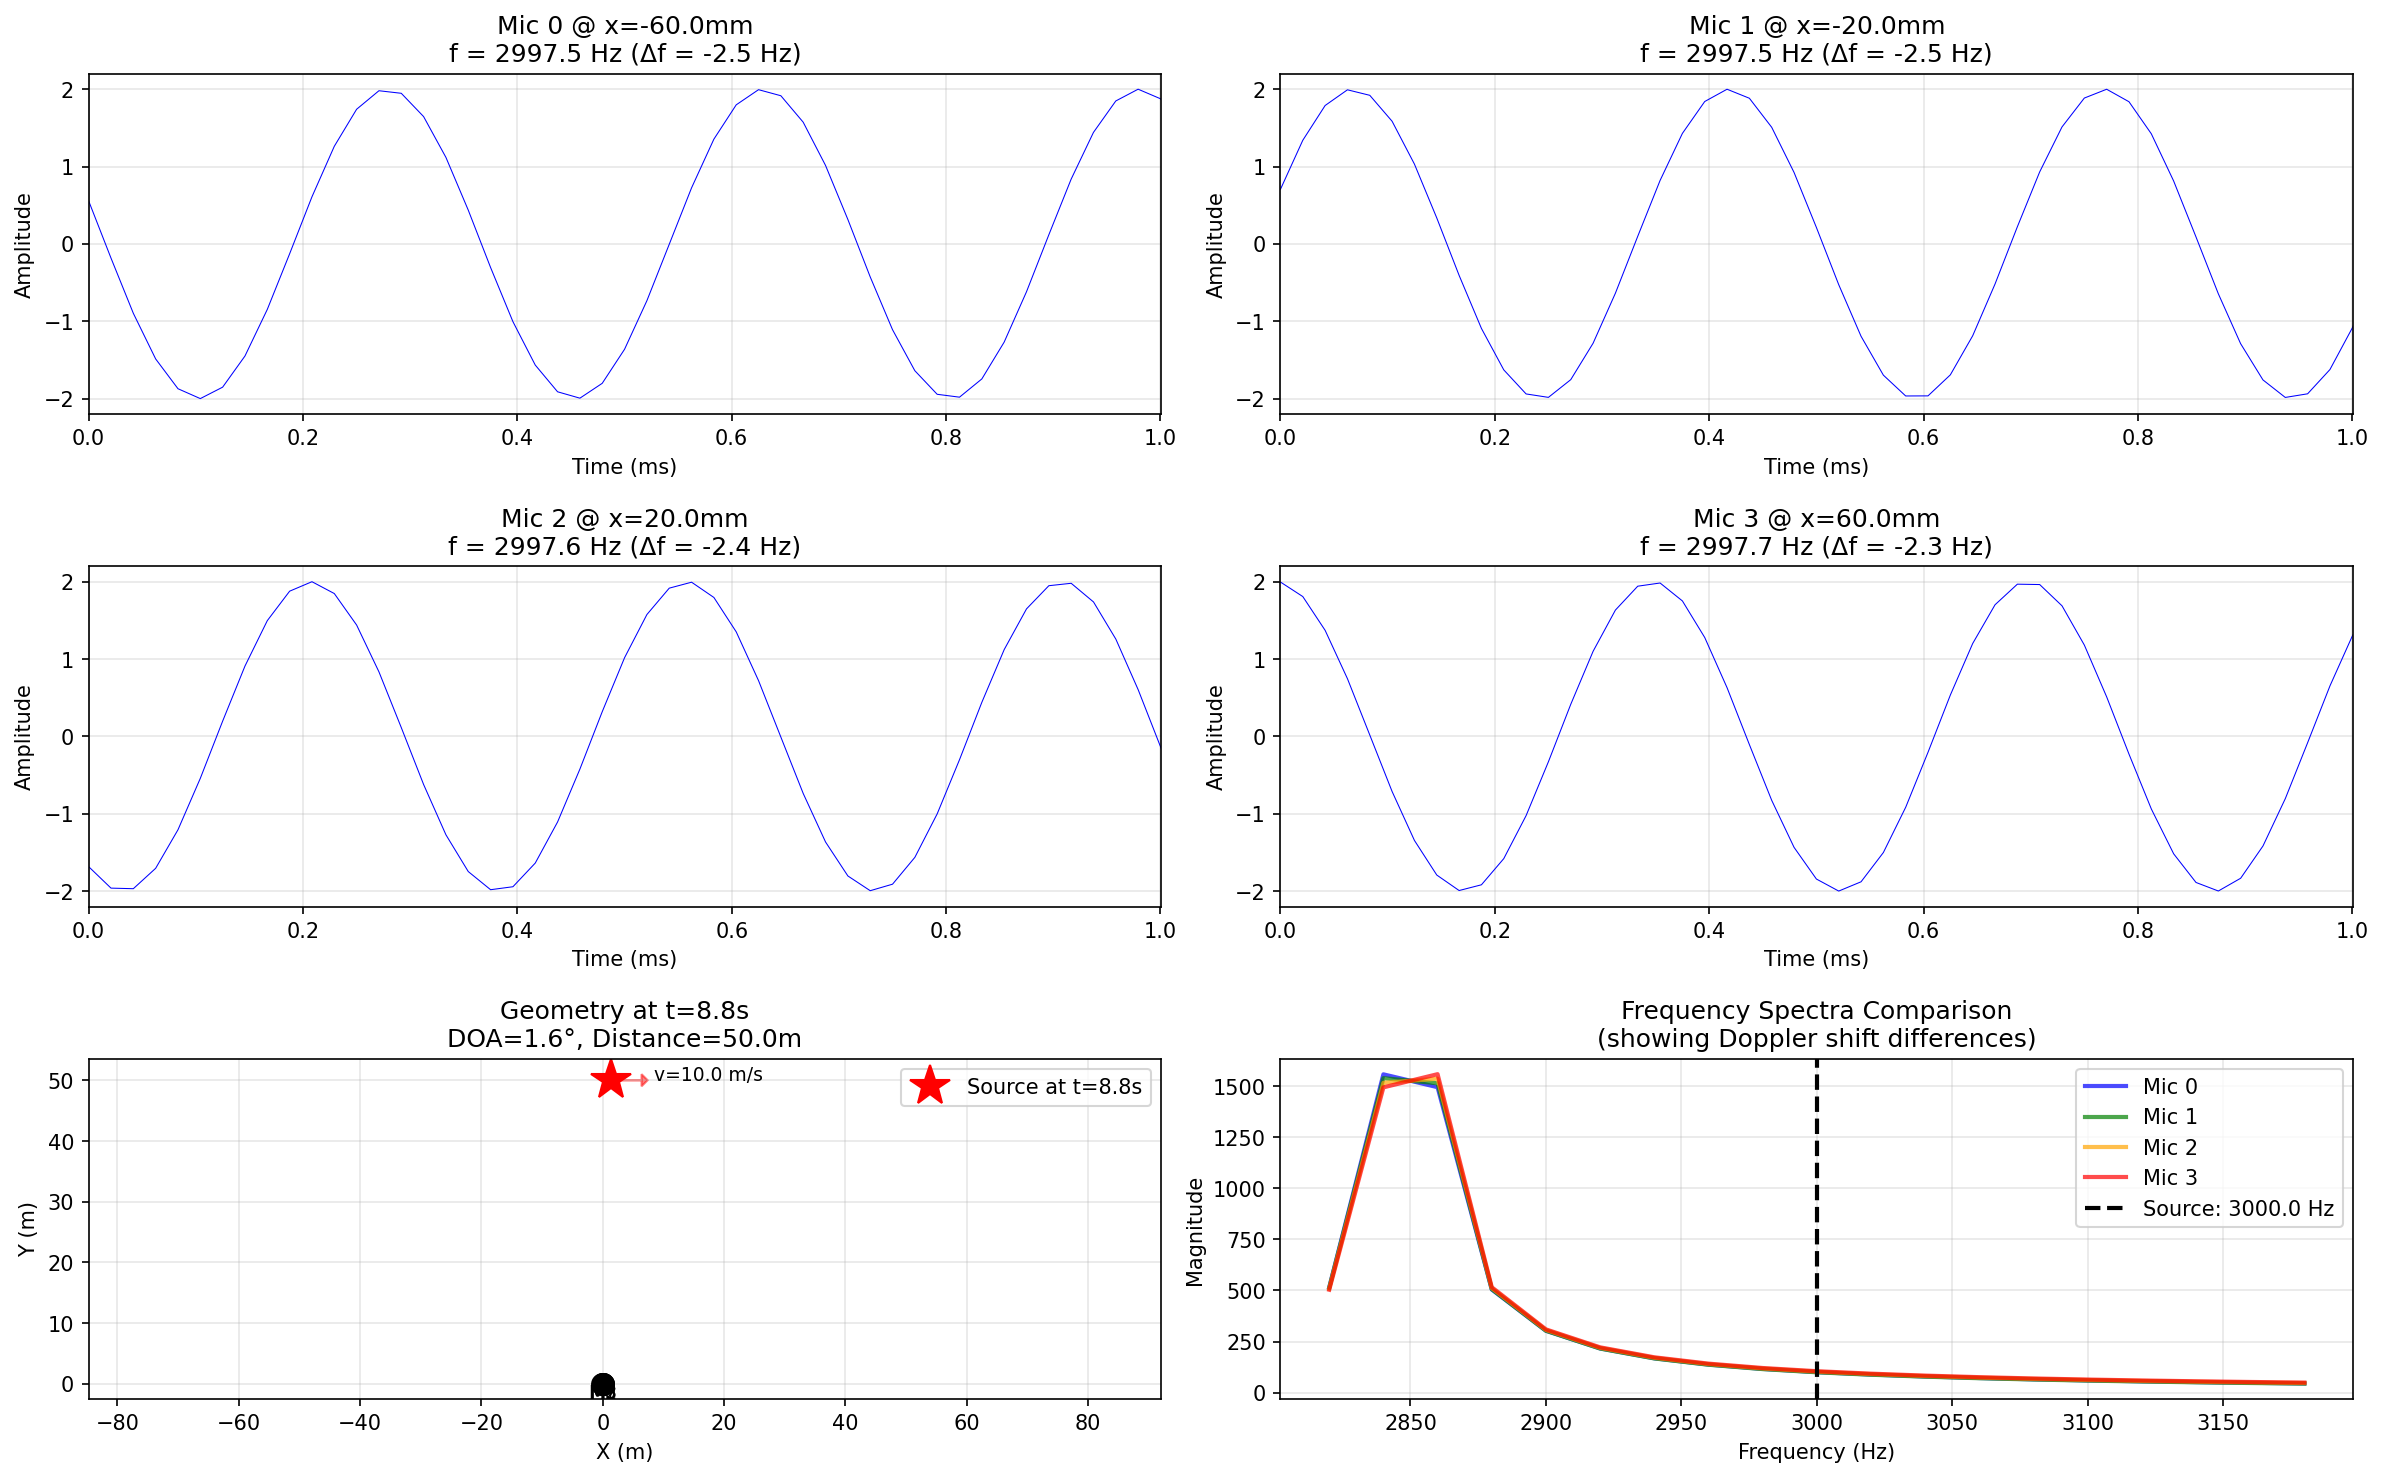 Mic 0 @ x=-60.0mm
f = 2997.5 Hz (Δf = -2.5 Hz)
Amplitude
2
1
0
−1
−2
0.0 0.2 0.4 0.6 0.8 1.0
Time (ms)
Mic 1 @ x=-20.0mm
f = 2997.5 Hz (Δf = -2.5 Hz)
Amplitude
2
1
0
−1
−2
0.0 0.2 0.4 0.6 0.8 1.0
Time (ms)
Mic 2 @ x=20.0mm
f = 2997.6 Hz (Δf = -2.4 Hz)
Amplitude
2
1
0
−1
−2
0.0 0.2 0.4 0.6 0.8 1.0
Time (ms)
Mic 3 @ x=60.0mm
f = 2997.7 Hz (Δf = -2.3 Hz)
Amplitude
2
1
0
−1
−2
0.0 0.2 0.4 0.6 0.8 1.0
Time (ms)
Geometry at t=8.8s
DOA=1.6°, Distance=50.0m
v=10.0 m/s
Source at t=8.8s
Y (m)
50
40
30
20
10
0
−80 −60 −40 −20 0 20 40 60 80
X (m)
Frequency Spectra Comparison
(showing Doppler shift differences)
Mic 0
Mic 1
Mic 2
Mic 3
Source: 3000.0 Hz
Magnitude
1500
1250
1000
750
500
250
0
2850 2900 2950 3000 3050 3100 3150
Frequency (Hz)